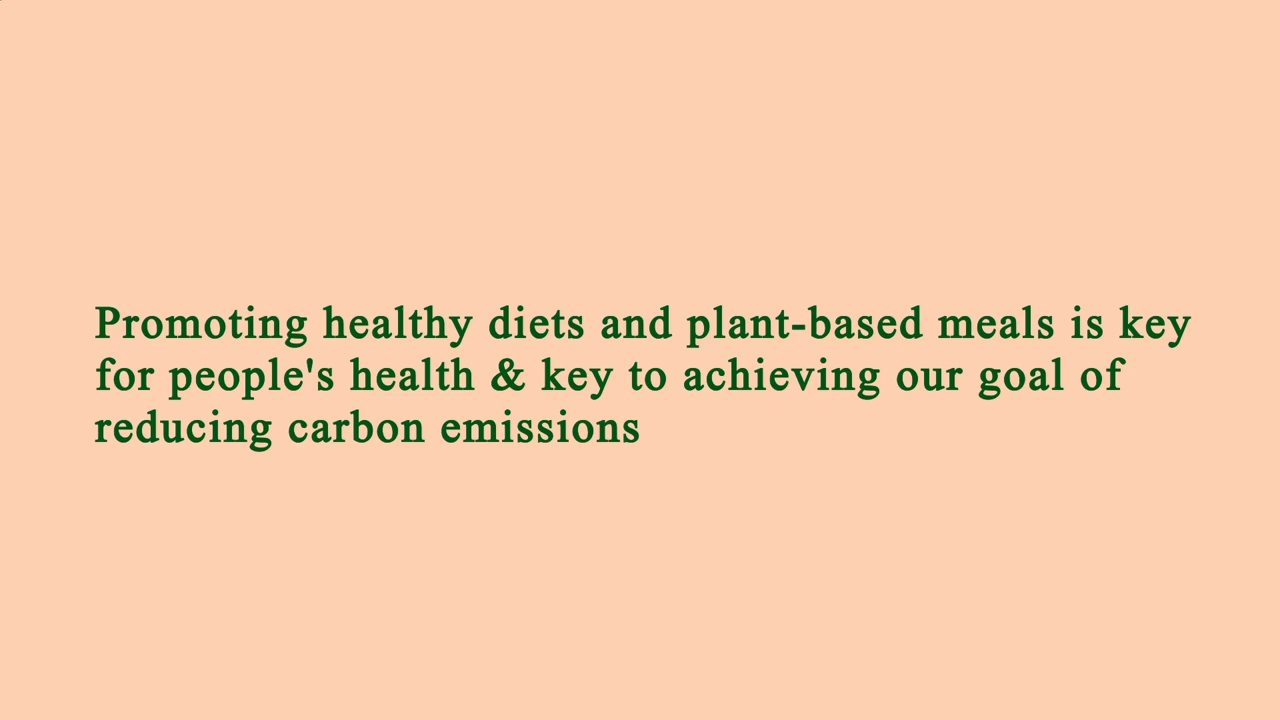 Promoting healthy diets and plant-based meals is key
for people's health & key to achieving our goal of
reducing carbon emissions